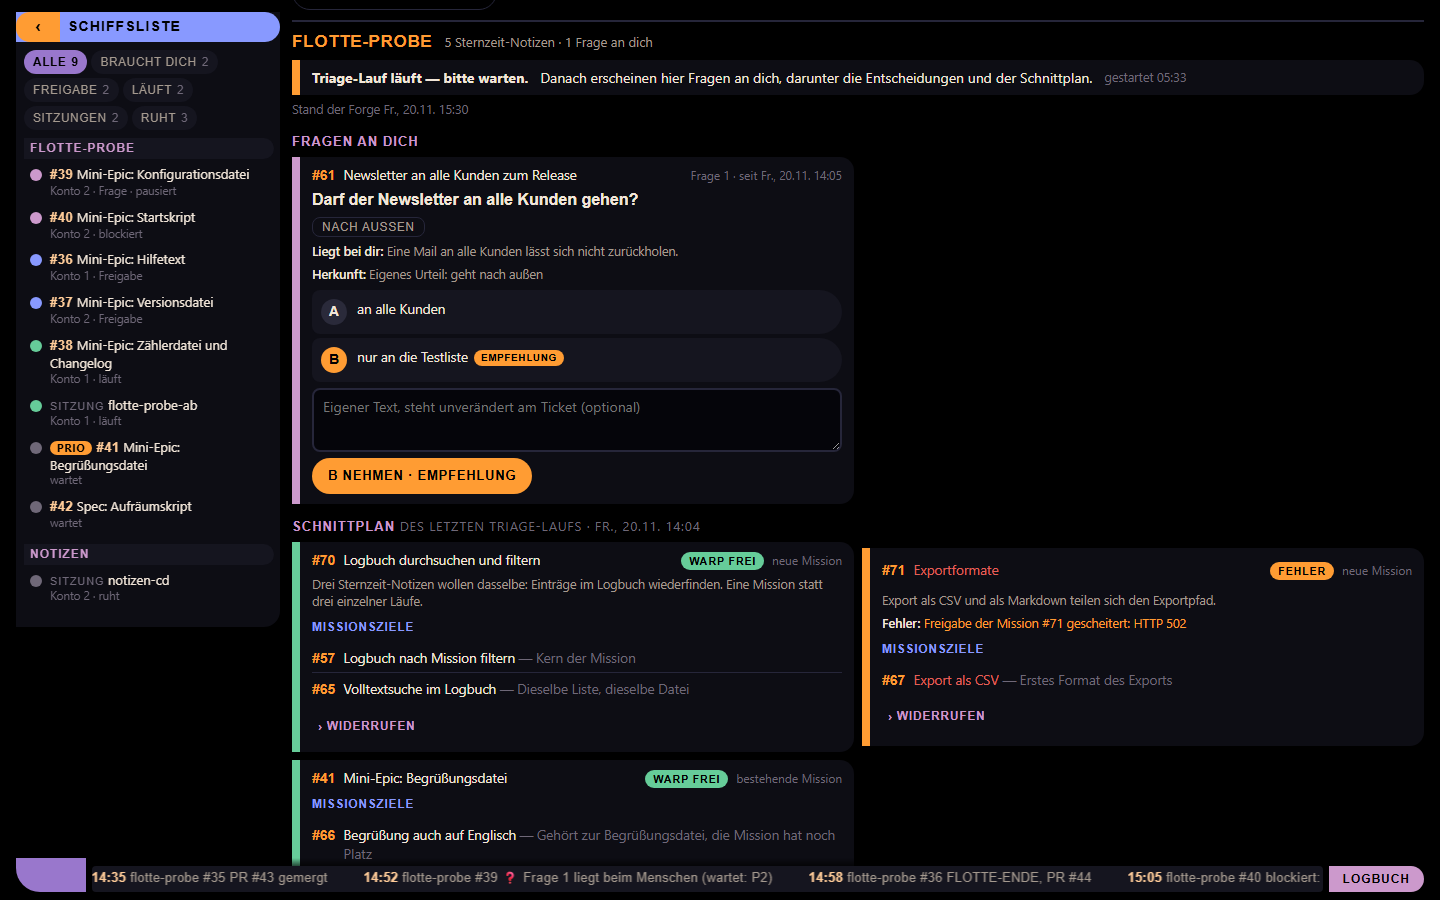 ‹ SCHIFFSLISTE
ALLE 9 BRAUCHT DICH 2
FREIGABE 2 LÄUFT 2
SITZUNGEN 2 RUHT 3
FLOTTE-PROBE
#39 Mini-Epic: Konfigurationsdatei
Konto 2 · Frage · pausiert
#40 Mini-Epic: Startskript
Konto 2 · blockiert
#36 Mini-Epic: Hilfetext
Konto 1 · Freigabe
#37 Mini-Epic: Versionsdatei
Konto 2 · Freigabe
#38 Mini-Epic: Zählerdatei und
Changelog
Konto 1 · läuft
SITZUNG flotte-probe-ab
Konto 1 · läuft
PRIO #41 Mini-Epic:
Begrüßungsdatei
wartet
#42 Spec: Aufräumskript
wartet
NOTIZEN
SITZUNG notizen-cd
Konto 2 · ruht
FLOTTE-PROBE 5 Sternzeit-Notizen · 1 Frage an dich
Triage-Lauf läuft — bitte warten. Danach erscheinen hier Fragen an dich, darunter die Entscheidungen und der Schnittplan. gestartet 05:33
Stand der Forge Fr., 20.11. 15:30
FRAGEN AN DICH
#61 Newsletter an alle Kunden zum Release Frage 1 · seit Fr., 20.11. 14:05
Darf der Newsletter an alle Kunden gehen?
NACH AUSSEN
Liegt bei dir: Eine Mail an alle Kunden lässt sich nicht zurückholen.
Herkunft: Eigenes Urteil: geht nach außen
A an alle Kunden
B nur an die Testliste EMPFEHLUNG
Eigener Text, steht unverändert am Ticket (optional)
B NEHMEN · EMPFEHLUNG
SCHNITTPLAN DES LETZTEN TRIAGE-LAUFS · FR., 20.11. 14:04
#70 Logbuch durchsuchen und filtern WARP FREI neue Mission
Drei Sternzeit-Notizen wollen dasselbe: Einträge im Logbuch wiederfinden. Eine Mission statt
drei einzelner Läufe.
MISSIONSZIELE
#57 Logbuch nach Mission filtern — Kern der Mission
#65 Volltextsuche im Logbuch — Dieselbe Liste, dieselbe Datei
› WIDERRUFEN
#71 Exportformate FEHLER neue Mission
Export als CSV und als Markdown teilen sich den Exportpfad.
Fehler: Freigabe der Mission #71 gescheitert: HTTP 502
MISSIONSZIELE
#67 Export als CSV — Erstes Format des Exports
› WIDERRUFEN
#41 Mini-Epic: Begrüßungsdatei WARP FREI bestehende Mission
MISSIONSZIELE
#66 Begrüßung auch auf Englisch — Gehört zur Begrüßungsdatei, die Mission hat noch
Platz
14:35 flotte-probe #35 PR #43 gemergt 14:52 flotte-probe #39 ❓ Frage 1 liegt beim Menschen (wartet: P2) 14:58 flotte-probe #36 FLOTTE-ENDE, PR #44 15:05 flotte-probe #40 blockiert: LOGBUCH